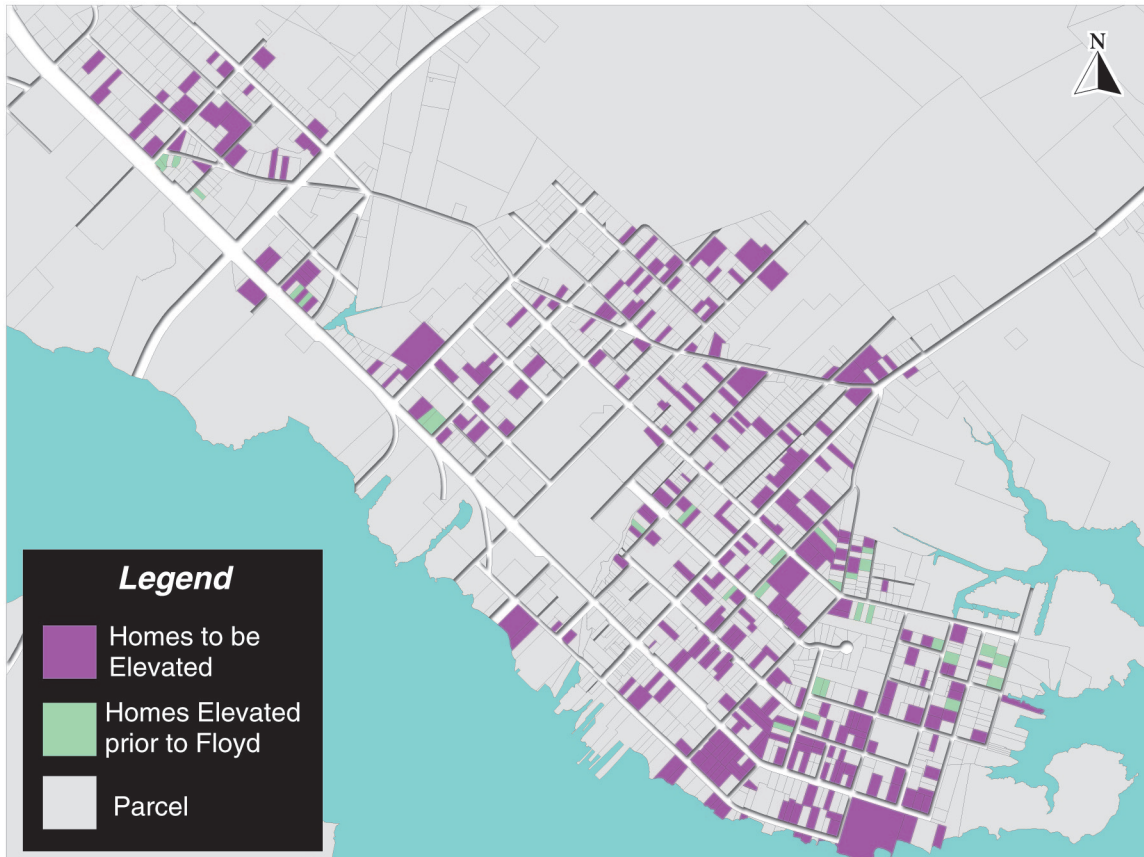 N
Legend
Homes to be
Elevated
Homes Elevated
prior to Floyd
Parcel